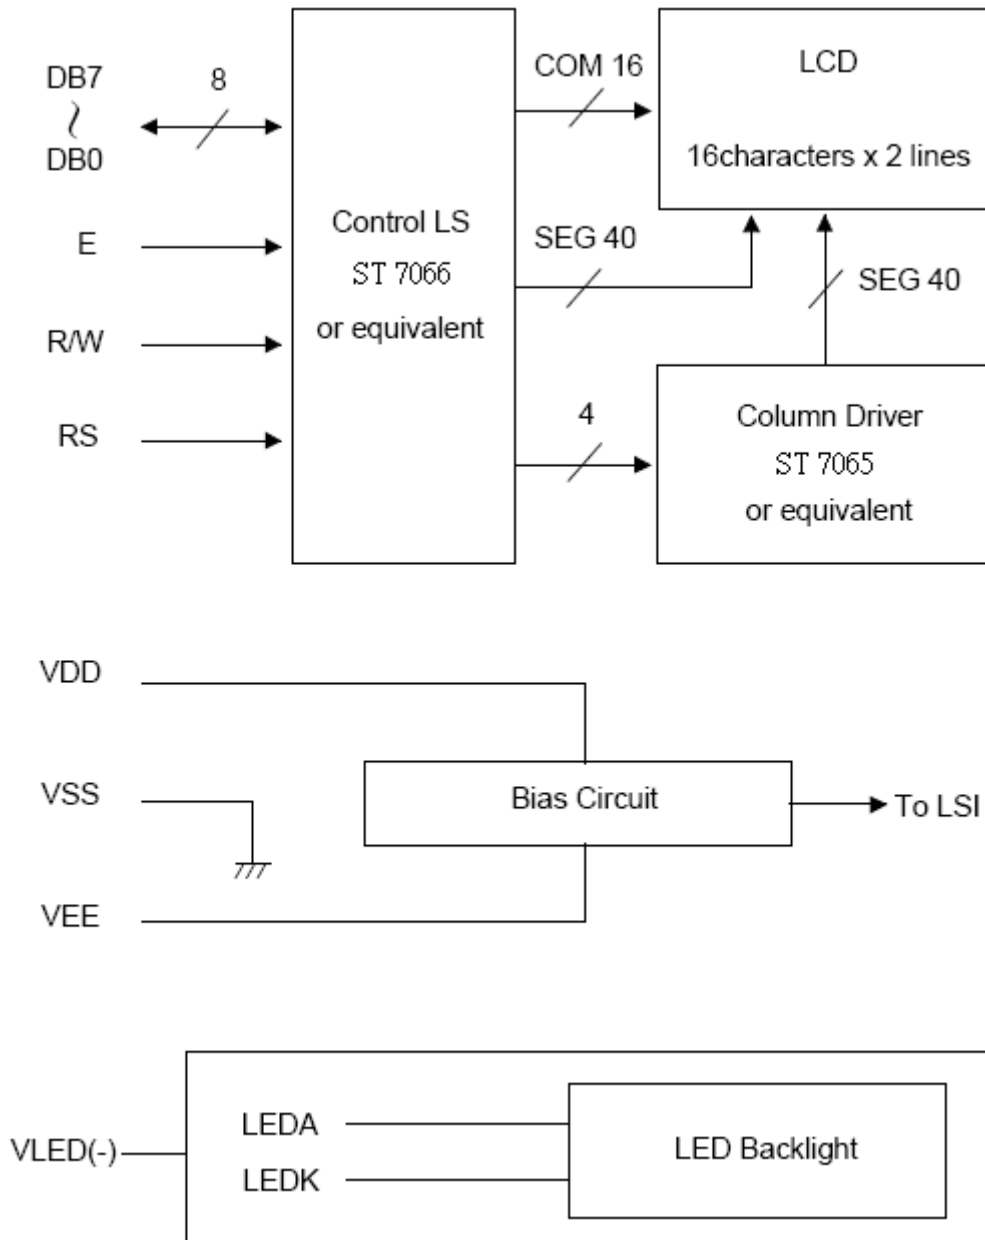 DB7
~
DB0
8
E
R/W
RS
Control LS
ST 7066
or equivalent
COM 16
SEG 40
4
LCD
16characters x 2 lines
SEG 40
Column Driver
ST 7065
or equivalent
VDD
VSS
VEE
Bias Circuit
To LSI
VLED(-)
LEDA
LEDK
LED Backlight